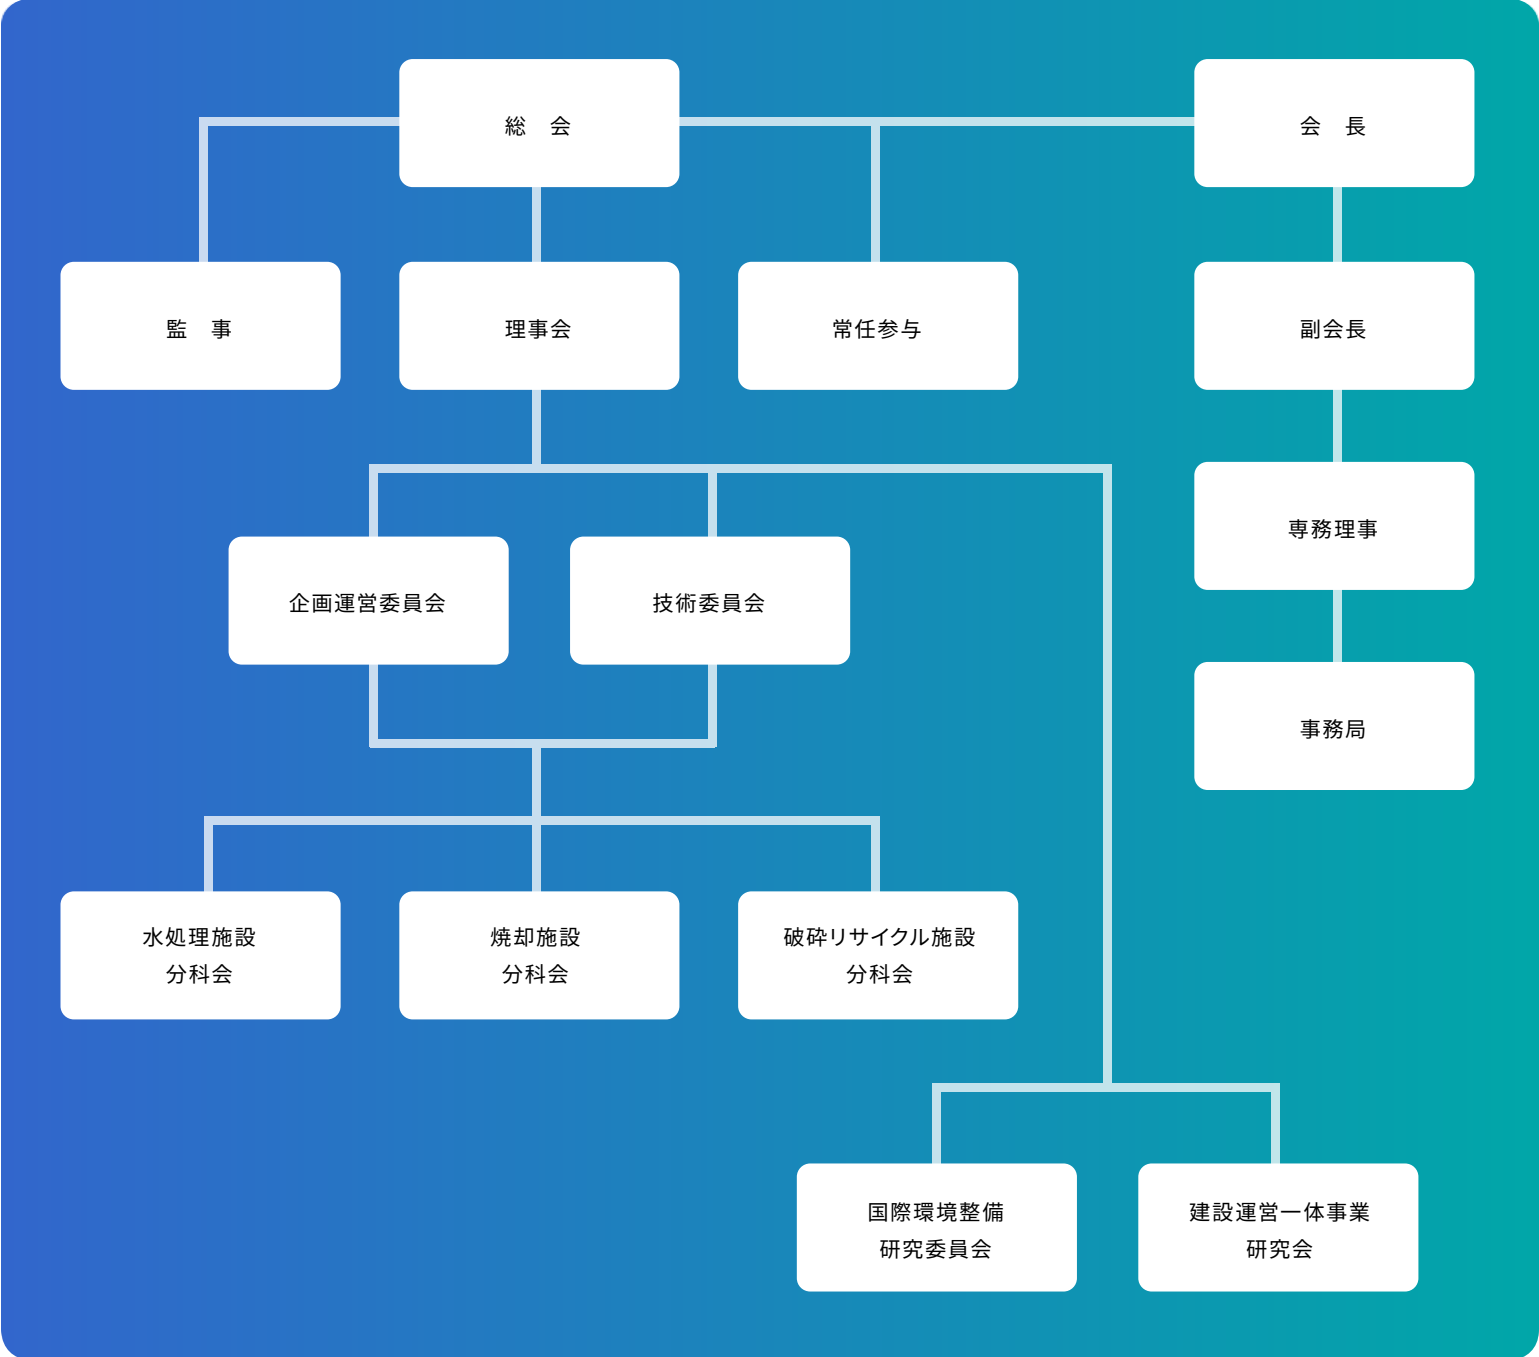 総　会
会　長
監　事
理事会
常任参与
副会長
専務理事
企画運営委員会
技術委員会
事務局
水処理施設
分科会
焼却施設
分科会
破砕リサイクル施設
分科会
国際環境整備
研究委員会
建設運営一体事業
研究会